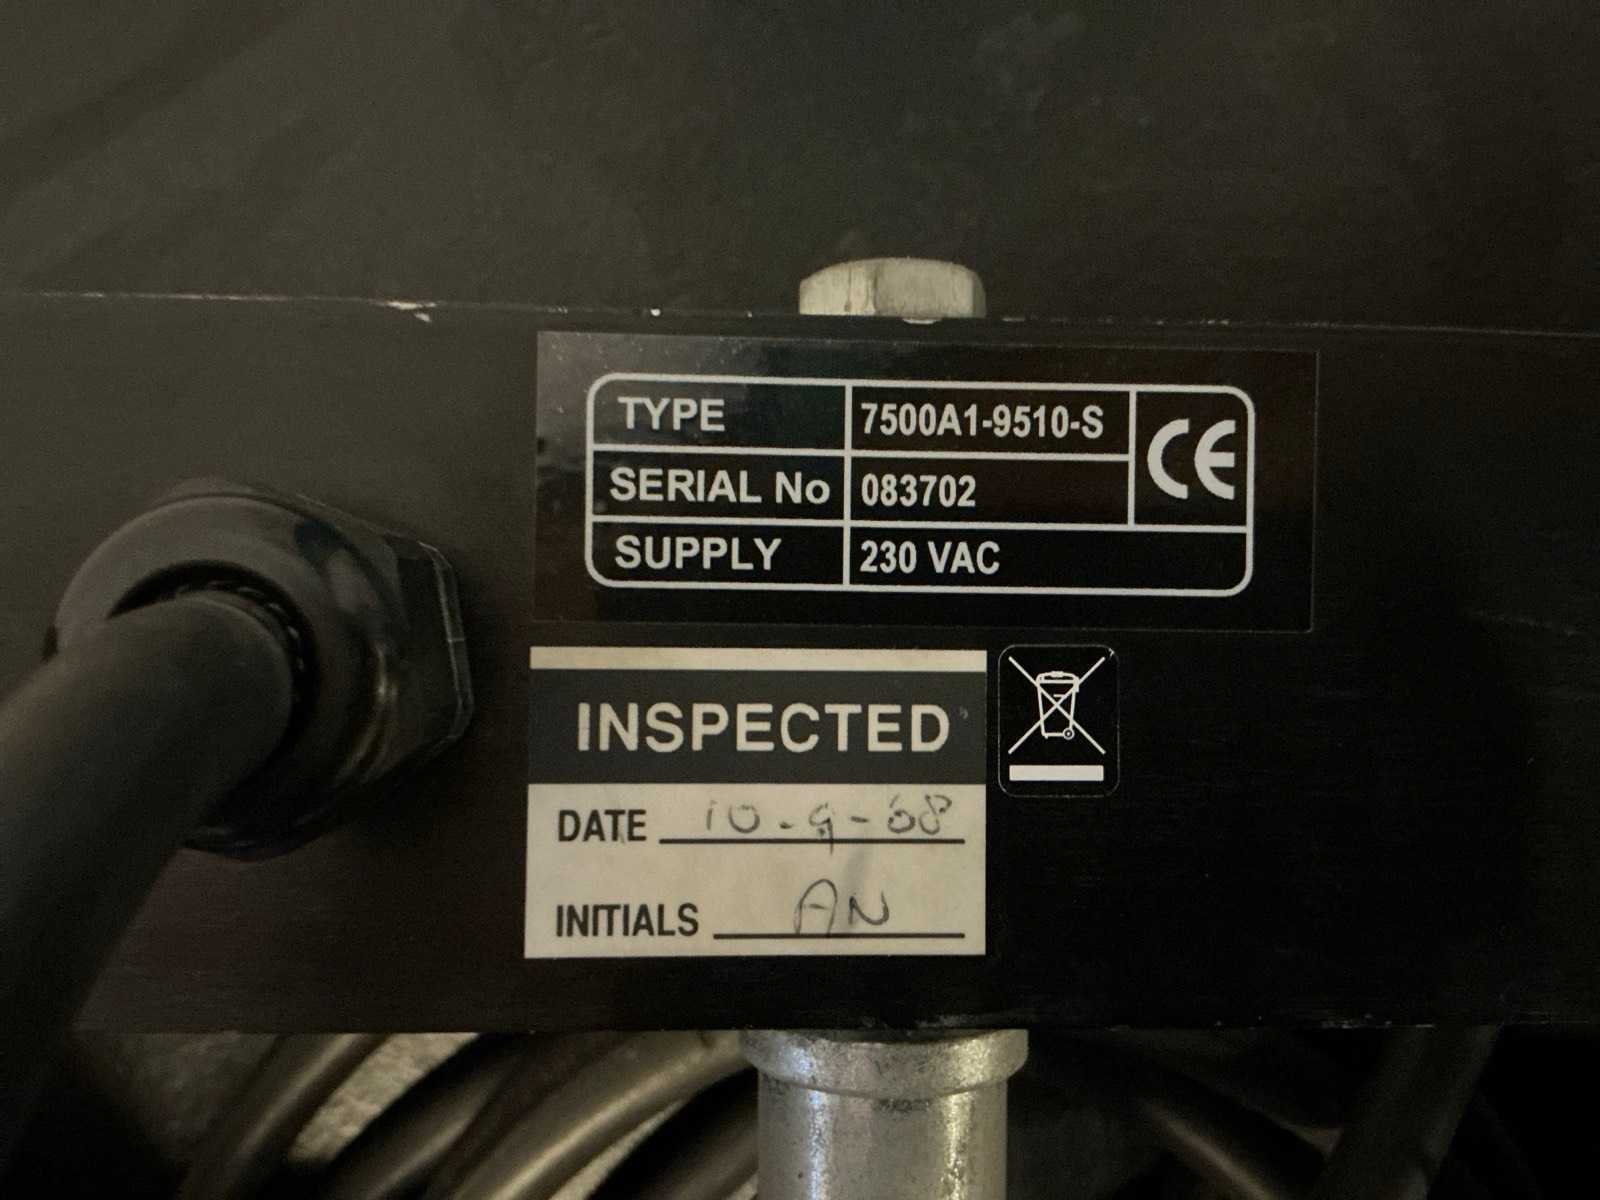 TYPE 7500A1-9510-S CE
SERIAL No 083702
SUPPLY 230 VAC
INSPECTED
DATE 10-9-08
INITIALS AN